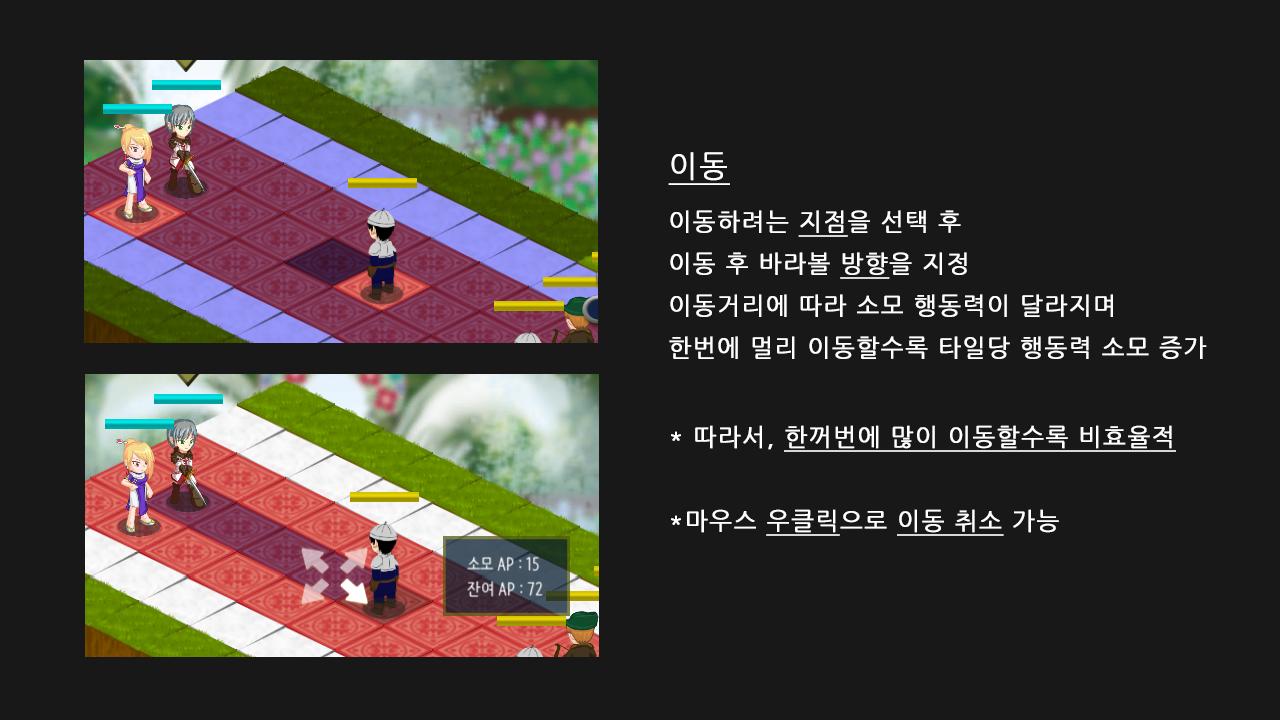 이동
이동하려는 지점을 선택 후
이동 후 바라볼 방향을 지정
이동거리에 따라 소모 행동력이 달라지며
한번에 멀리 이동할수록 타일당 행동력 소모 증가
* 따라서, 한꺼번에 많이 이동할수록 비효율적
*마우스 우클릭으로 이동 취소 가능
소모 AP : 15
잔여 AP : 72